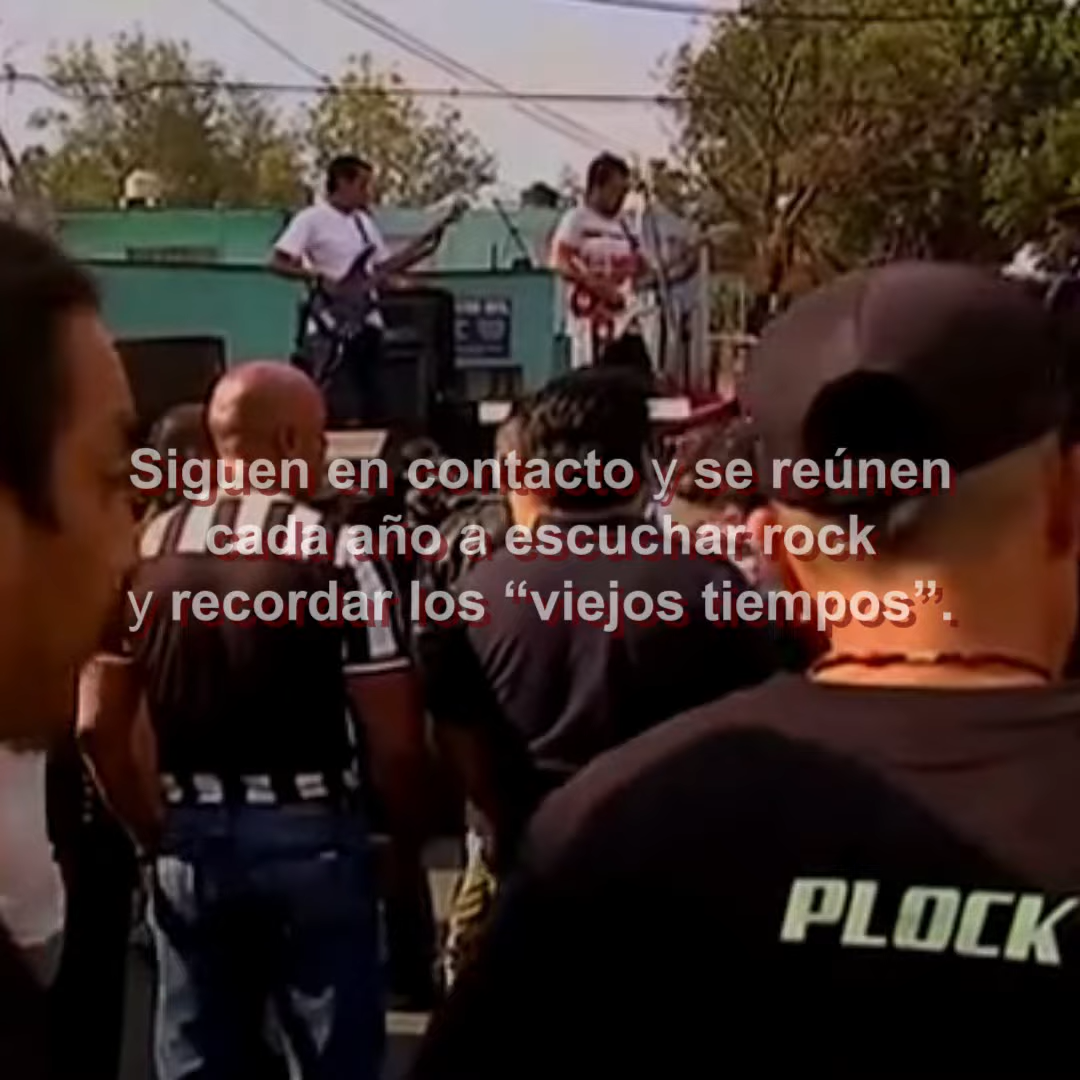 Siguen en contacto y se reúnen
cada año a escuchar rock
y recordar los “viejos tiempos”.
PLOCK